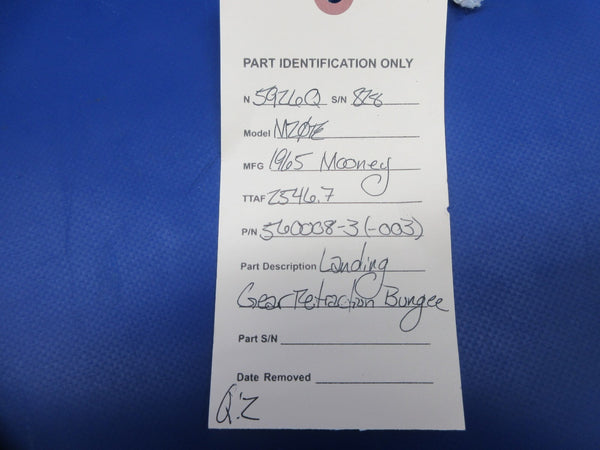 PART IDENTIFICATION ONLY
N 5926Q S/N 828
Model M20E
MFG 1965 Mooney
TTAF 2546.7
P/N 560008-3 (-003)
Part Description Landing
Gear Retraction Bungee
Part S/N
Date Removed
Q:2